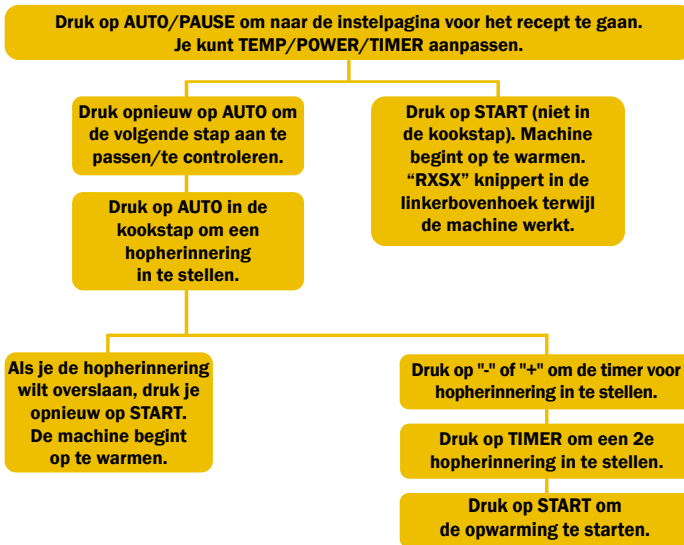 Druk op AUTO/PAUSE om naar de instelpagina voor het recept te gaan.
Je kunt TEMP/POWER/TIMER aanpassen.
Druk opnieuw op AUTO om
de volgende stap aan te
passen/te controleren.
Druk op START (niet in
de kookstap). Machine
begint op te warmen.
“RXSX” knippert in de
linkerbovenhoek terwijl
de machine werkt.
Druk op AUTO in de
kookstap om een
hopherinnering
in te stellen.
Als je de hopherinnering
wilt overslaan, druk je
opnieuw op START.
De machine begint
op te warmen.
Druk op "-" of "+" om de timer voor
hopherinnering in te stellen.
Druk op TIMER om een 2e
hopherinnering in te stellen.
Druk op START om
de opwarming te starten.